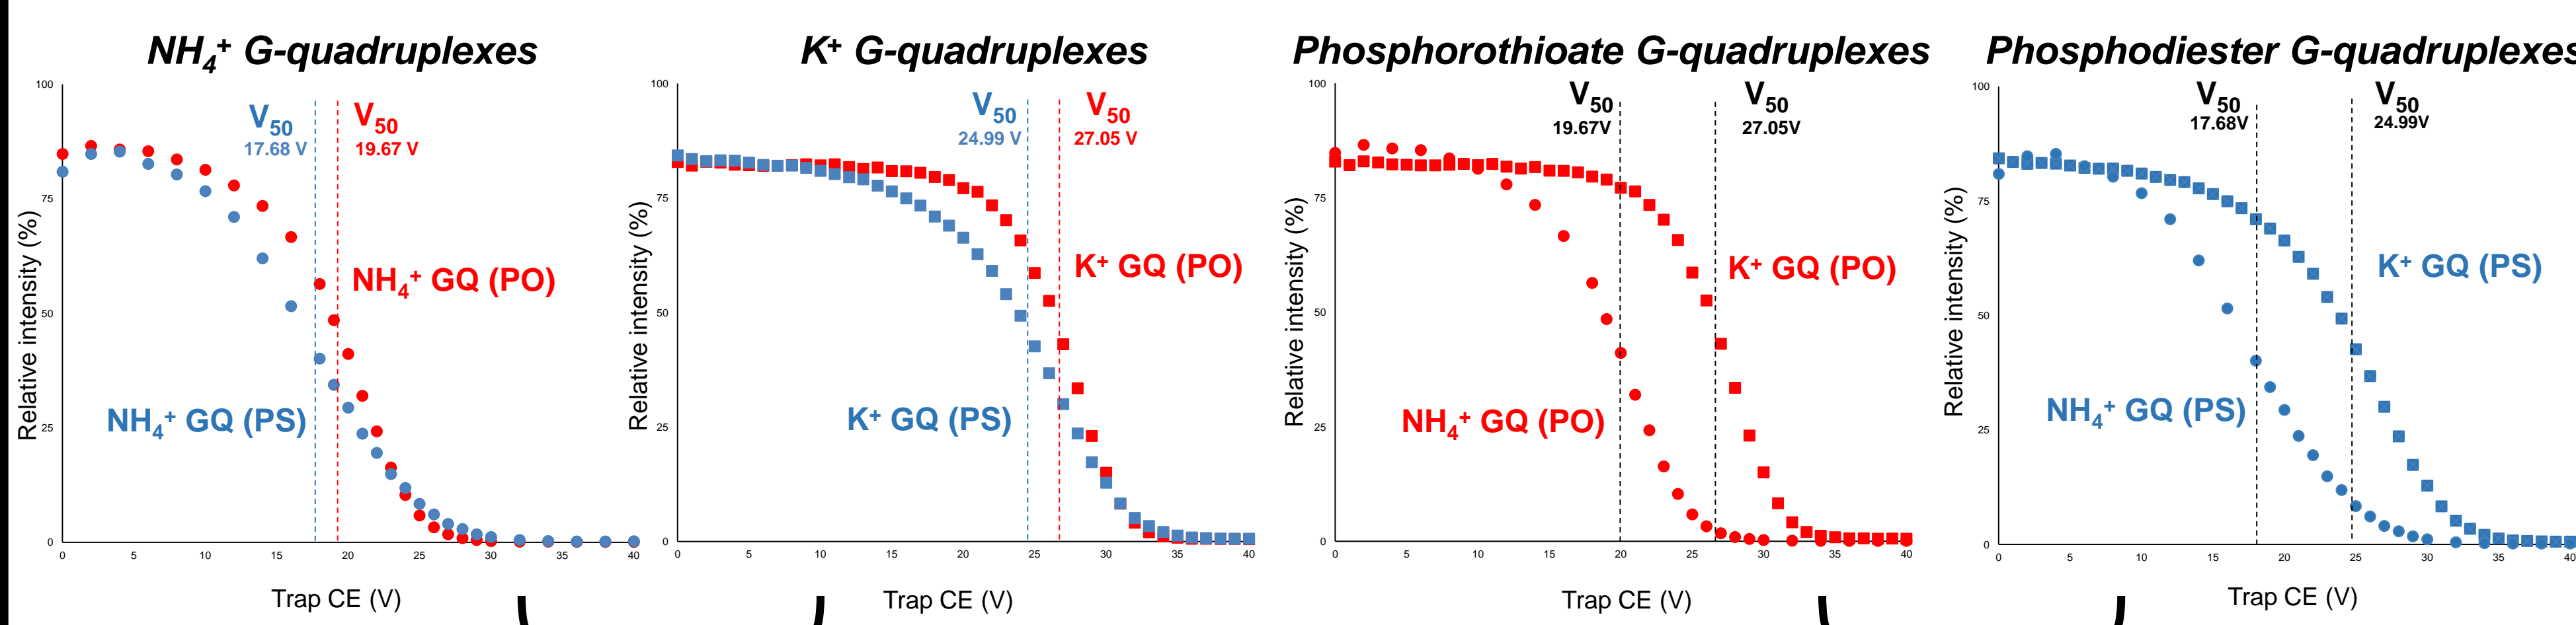 NH₄⁺ G-quadruplexes
100
75
50
25
0
Relative intensity (%)
V₅₀
17.68 V
V₅₀
19.67 V
NH₄⁺ GQ (PO)
NH₄⁺ GQ (PS)
0 5 10 15 20 25 30 35 40
Trap CE (V)
K⁺ G-quadruplexes
100
75
50
25
0
Relative intensity (%)
V₅₀
24.99 V
V₅₀
27.05 V
K⁺ GQ (PO)
K⁺ GQ (PS)
0 5 10 15 20 25 30 35 40
Trap CE (V)
Phosphorothioate G-quadruplexes
100
75
50
25
0
Relative intensity (%)
V₅₀
19.67V
V₅₀
27.05V
K⁺ GQ (PO)
NH₄⁺ GQ (PO)
0 5 10 15 20 25 30 35 40
Trap CE (V)
Phosphodiester G-quadruplexes
100
75
50
25
0
Relative intensity (%)
V₅₀
17.68V
V₅₀
24.99V
K⁺ GQ (PS)
NH₄⁺ GQ (PS)
0 5 10 15 20 25 30 35 40
Trap CE (V)